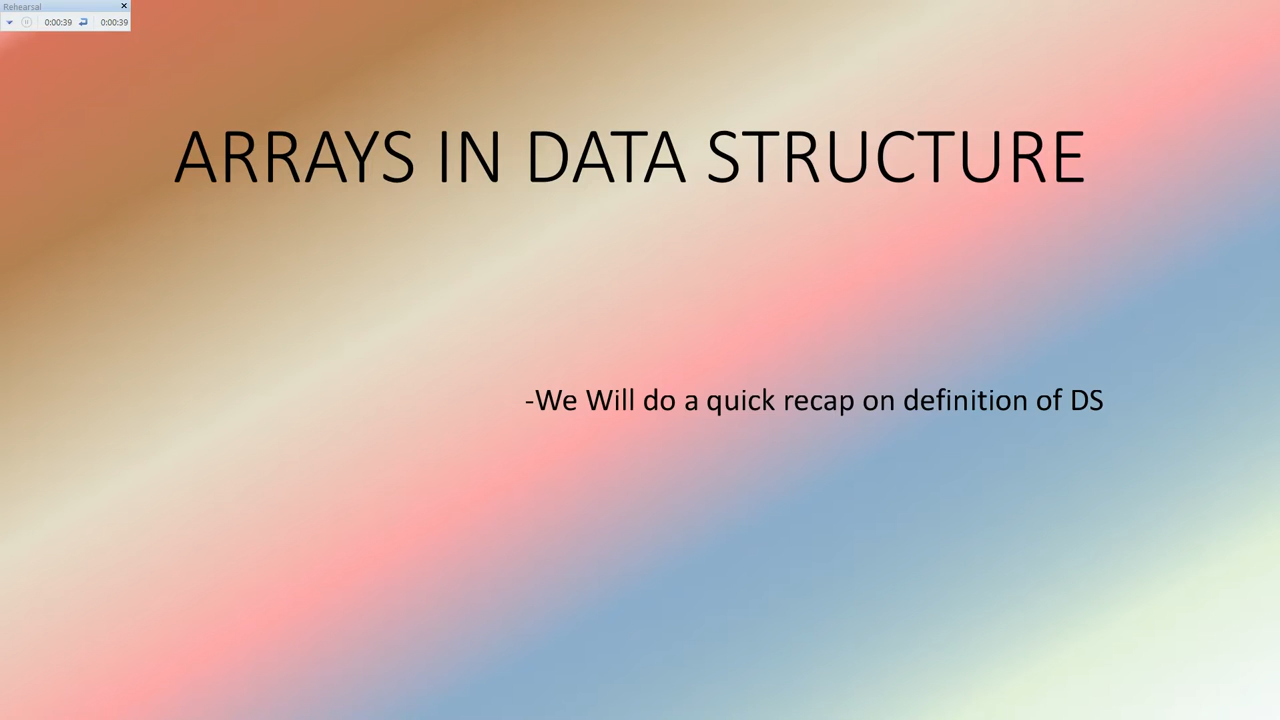 Rehearsal
0:00:39 0:00:39
ARRAYS IN DATA STRUCTURE
-We Will do a quick recap on definition of DS